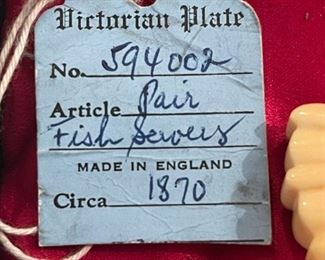 Victorian Plate
No. 594002
Article Pair
Fish Servers
MADE IN ENGLAND
Circa 1870